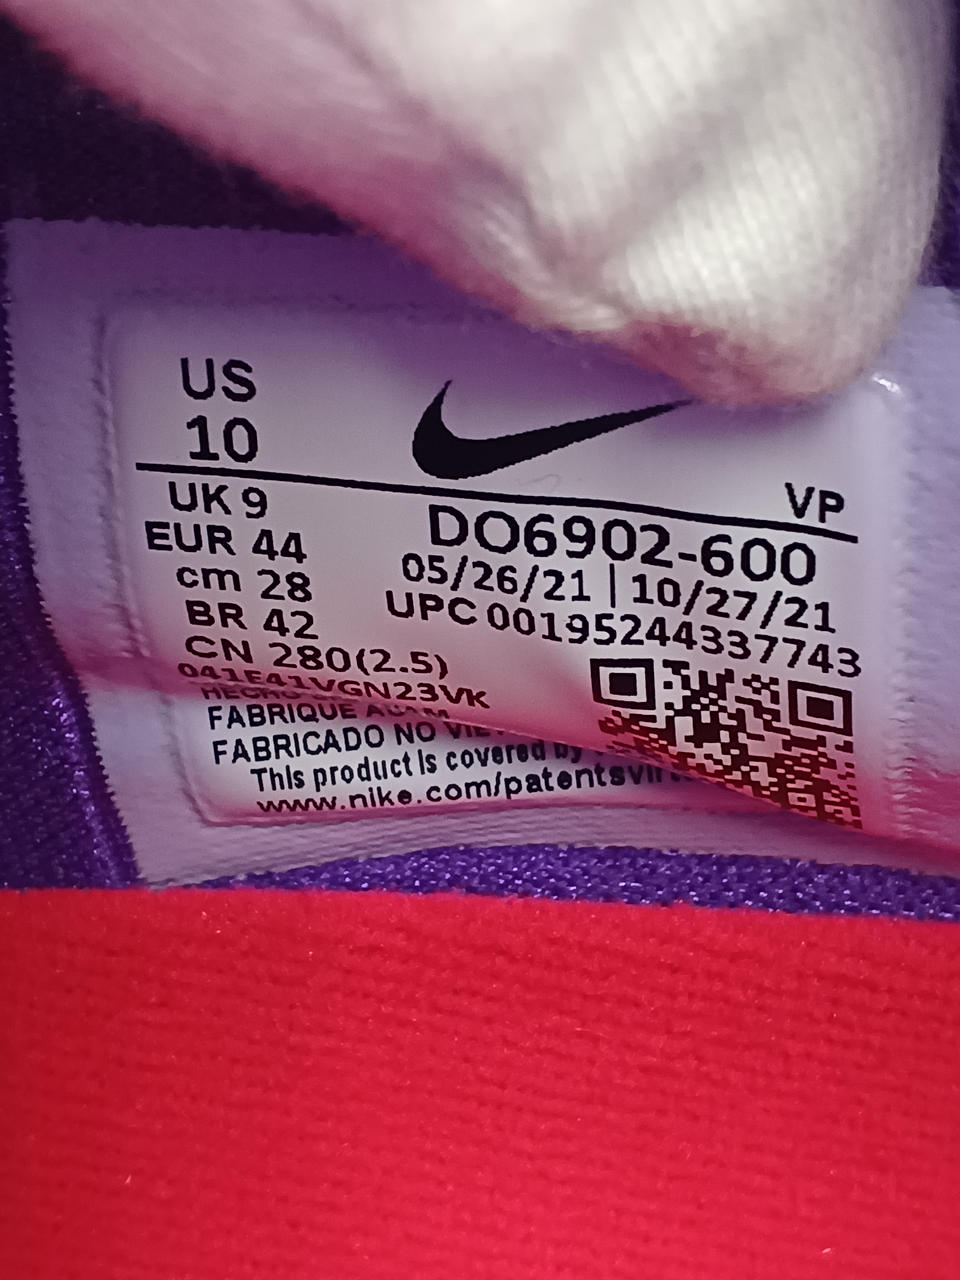 US
10
VP
UK 9
DO6902-600
EUR 44
05/26/21 | 10/27/21
cm 28
UPC 00195244337743
BR 42
CN 280(2.5)
041E41VGN23VK
FABRIQUE
FABRICADO NO
This product is covered by
www.nike.com/patents